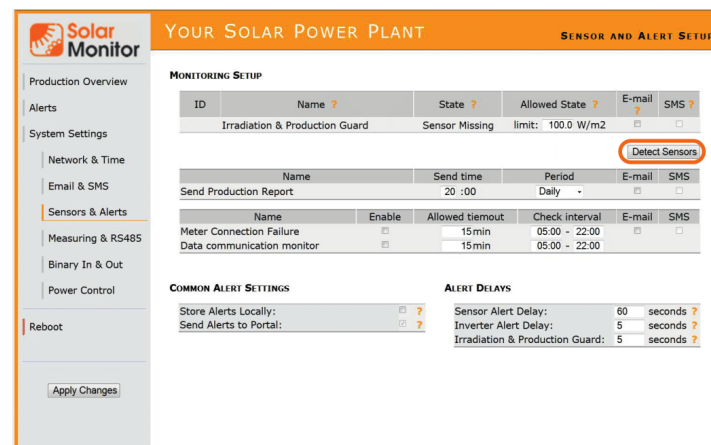 Solar Monitor
YOUR SOLAR POWER PLANT
SENSOR AND ALERT SETUP
Production Overview
Alerts
System Settings
Network & Time
Email & SMS
Sensors & Alerts
Measuring & RS485
Binary In & Out
Power Control
Reboot
Apply Changes
MONITORING SETUP
ID Name ? State ? Allowed State ? E-mail ? SMS ?
Irradiation & Production Guard Sensor Missing limit: 100.0 W/m2
Detect Sensors
Name Send time Period E-mail SMS
Send Production Report 20 :00 Daily
Name Enable Allowed tiemout Check interval E-mail SMS
Meter Connection Failure 15 min 05:00 - 22:00
Data communication monitor 15 min 05:00 - 22:00
COMMON ALERT SETTINGS
Store Alerts Locally: ?
Send Alerts to Portal: ?
ALERT DELAYS
Sensor Alert Delay: 60 seconds ?
Inverter Alert Delay: 5 seconds ?
Irradiation & Production Guard: 5 seconds ?